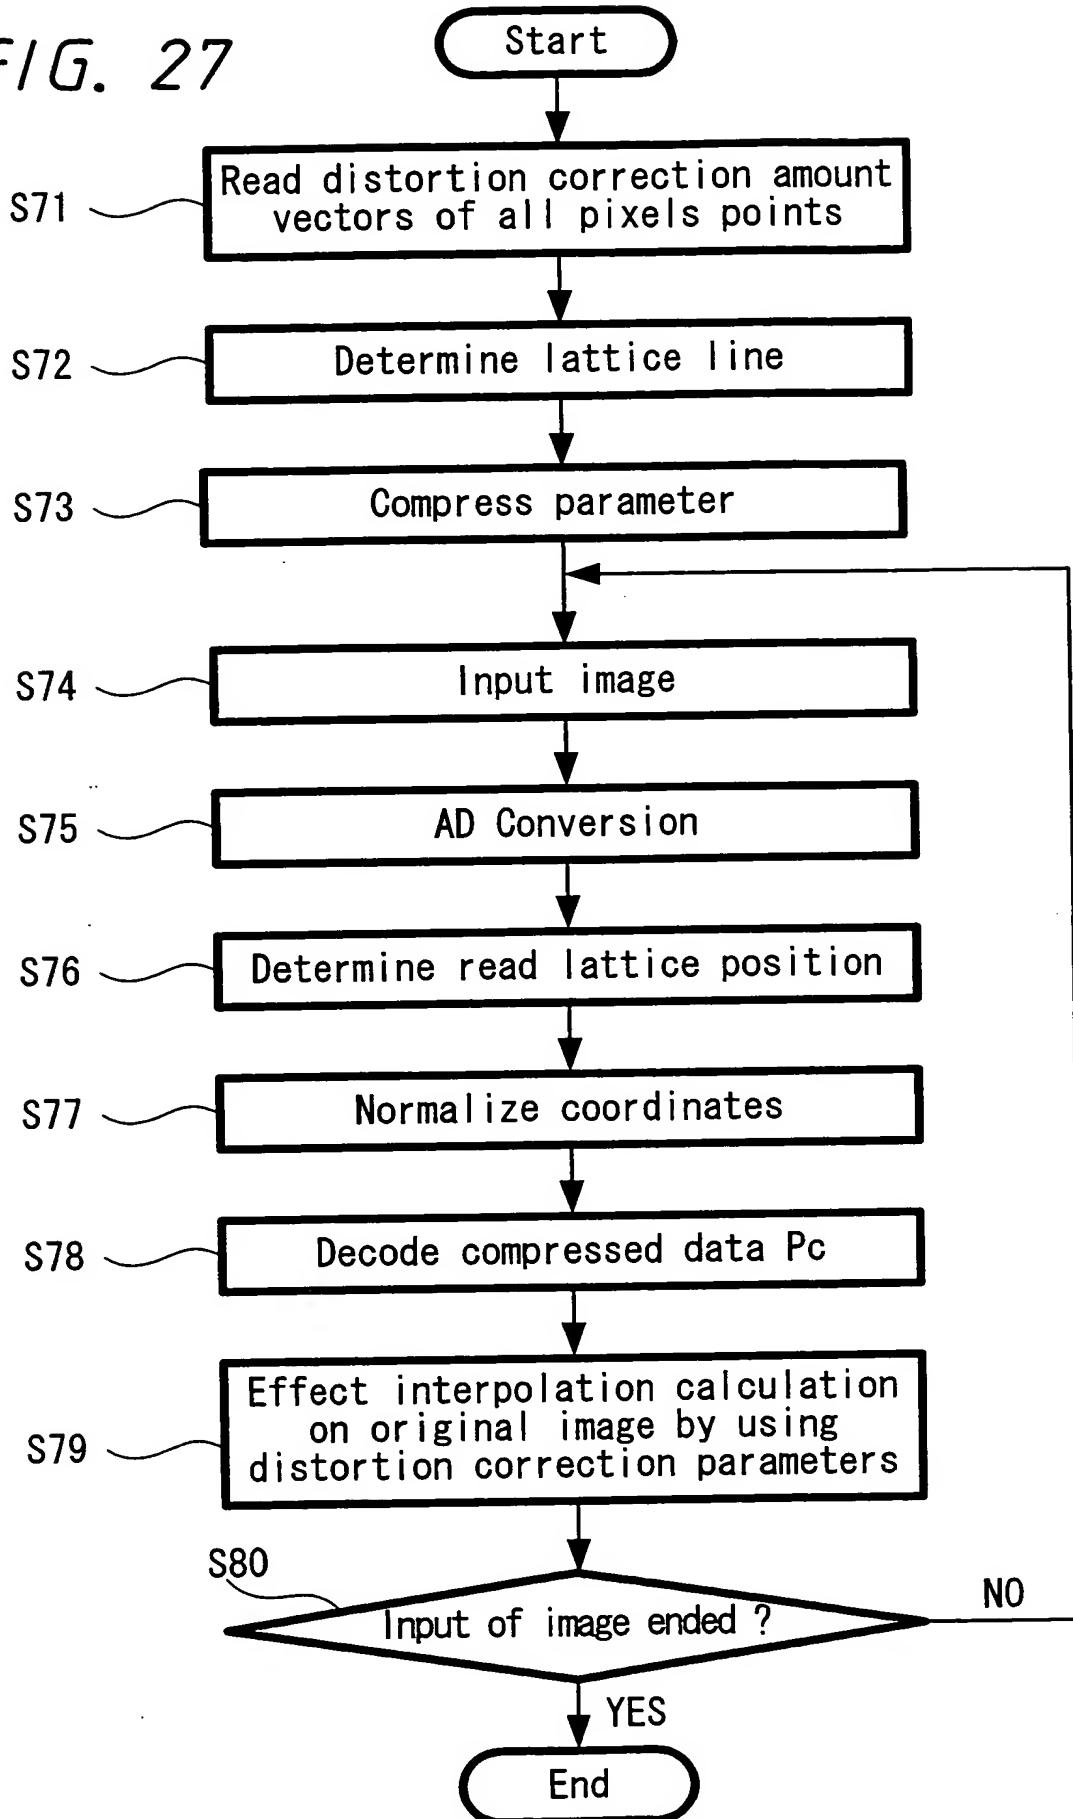 FIG. 27
Start
S71
Read distortion correction amount
vectors of all pixels points
S72
Determine lattice line
S73
Compress parameter
S74
Input image
S75
AD Conversion
S76
Determine read lattice position
S77
Normalize coordinates
S78
Decode compressed data Pc
S79
Effect interpolation calculation
on original image by using
distortion correction parameters
S80
Input of image ended ?
NO
YES
End